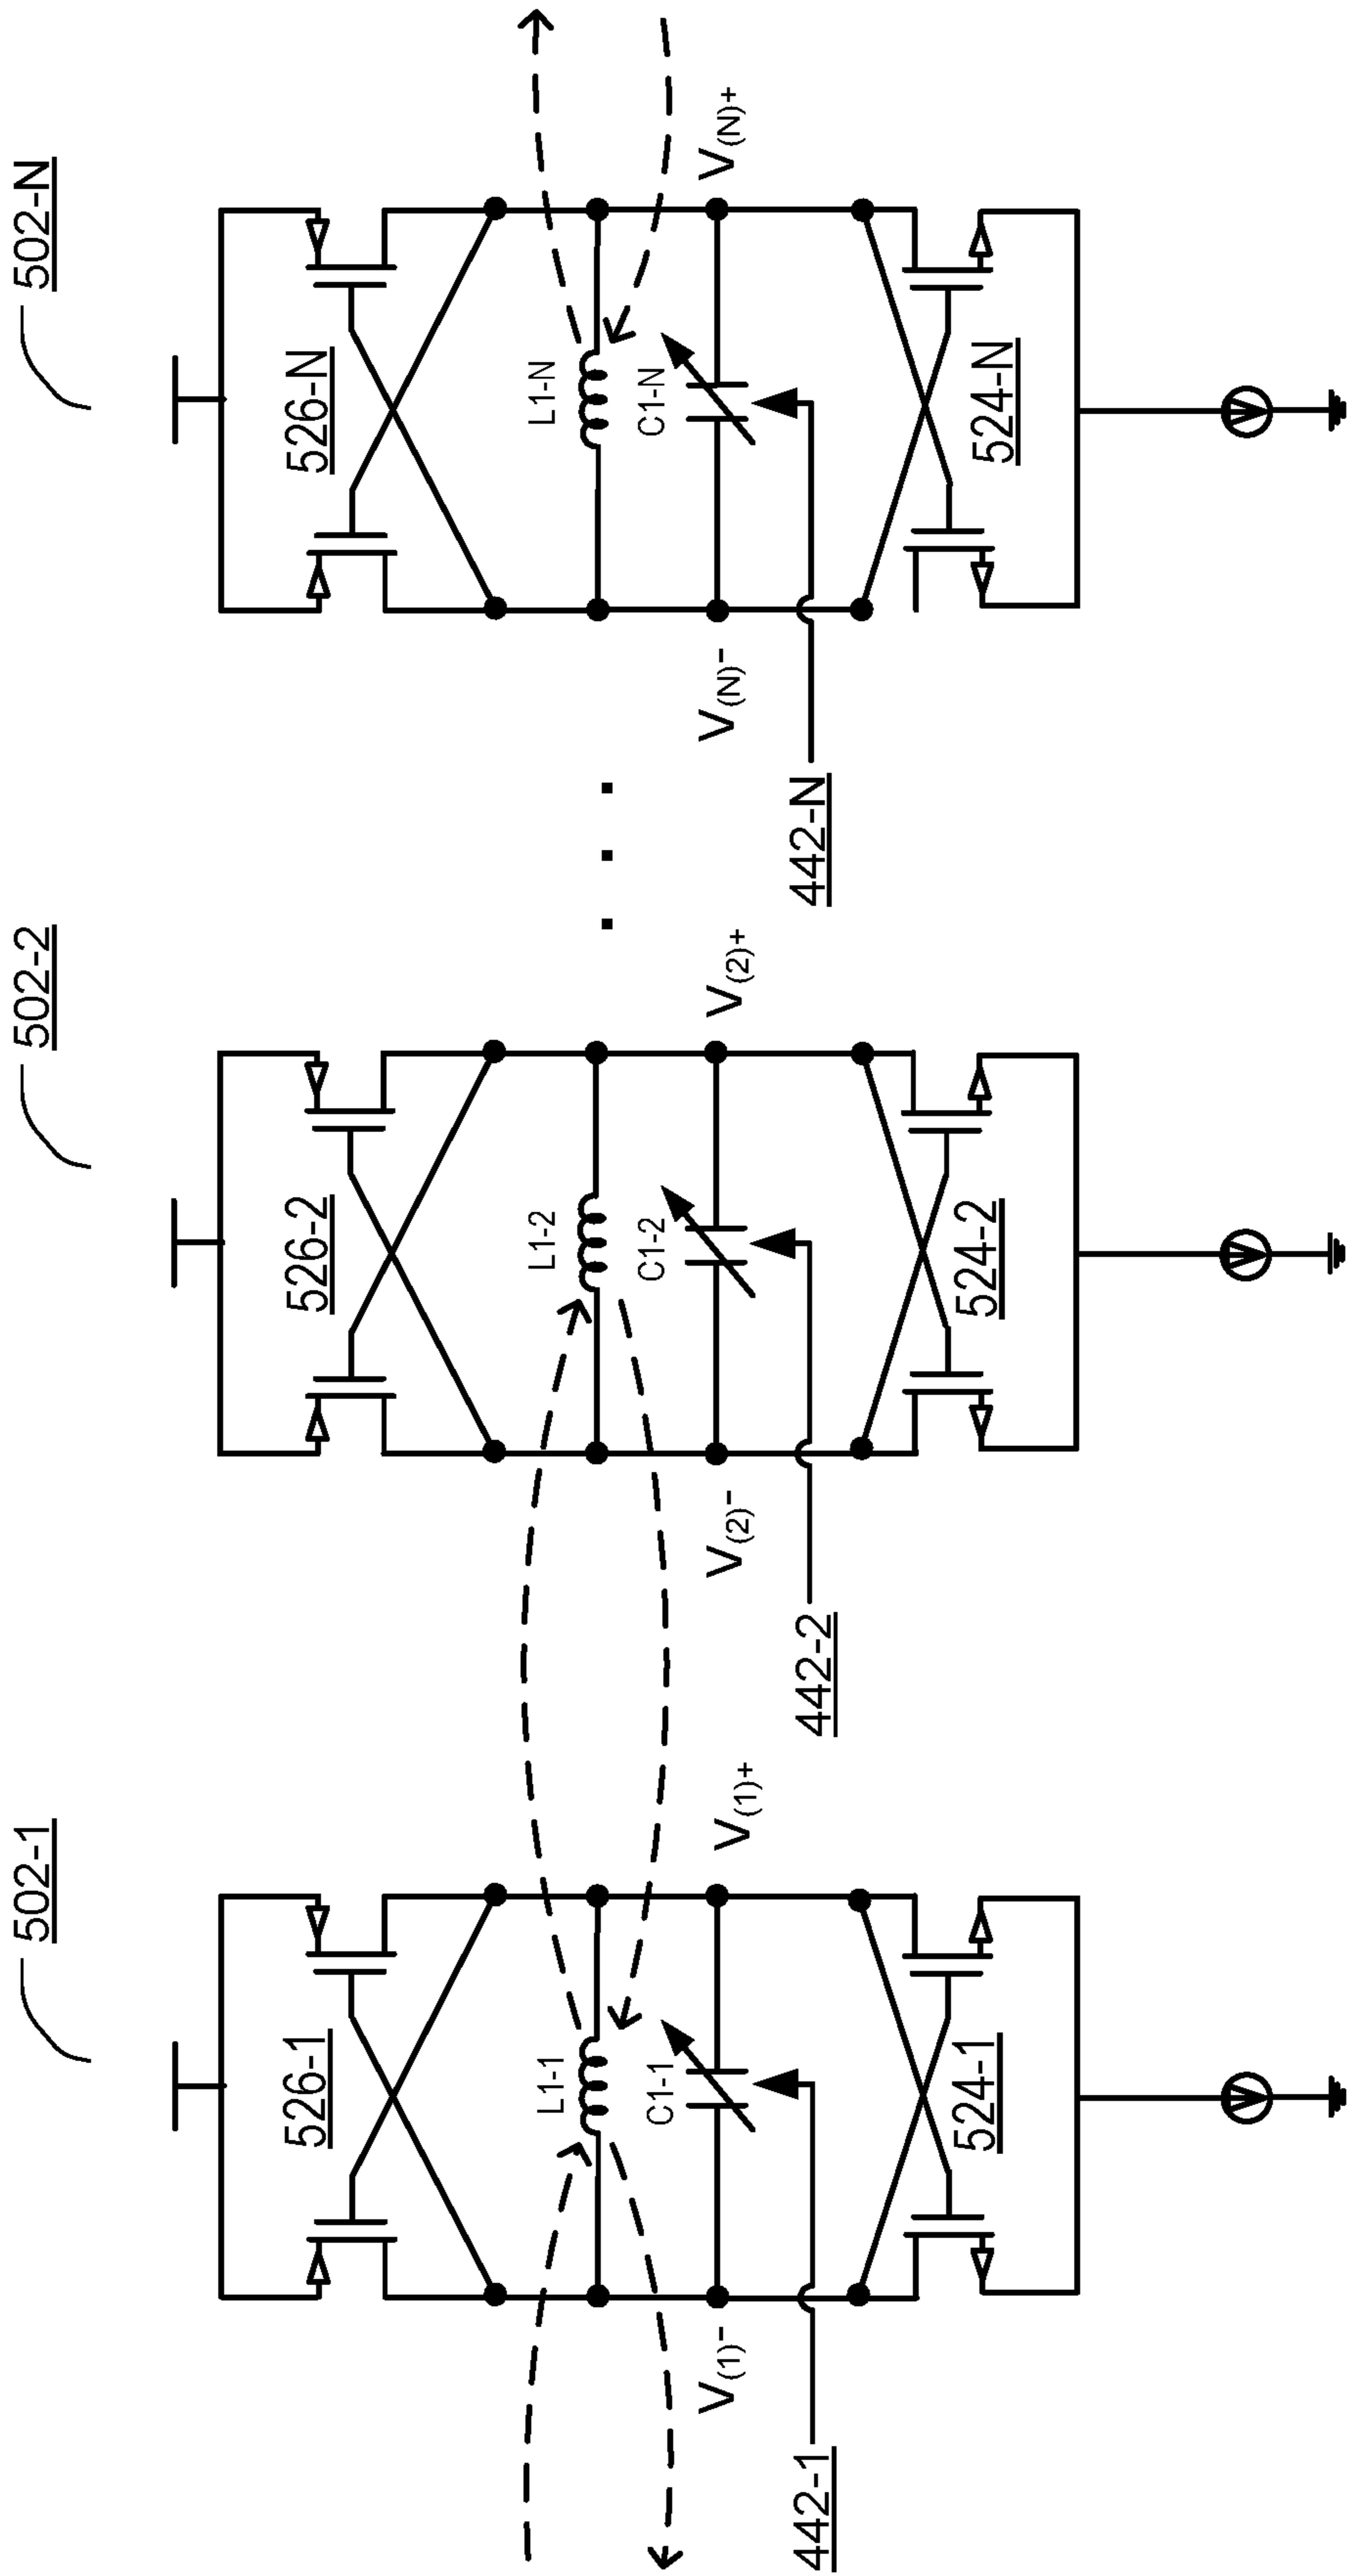 502-1
502-2
502-N
526-1
526-2
526-N
L1-1
L1-2
L1-N
C1-1
C1-2
C1-N
V(1)-
V(1)+
V(2)-
V(2)+
V(N)-
V(N)+
. . .
442-1
442-2
442-N
524-1
524-2
524-N